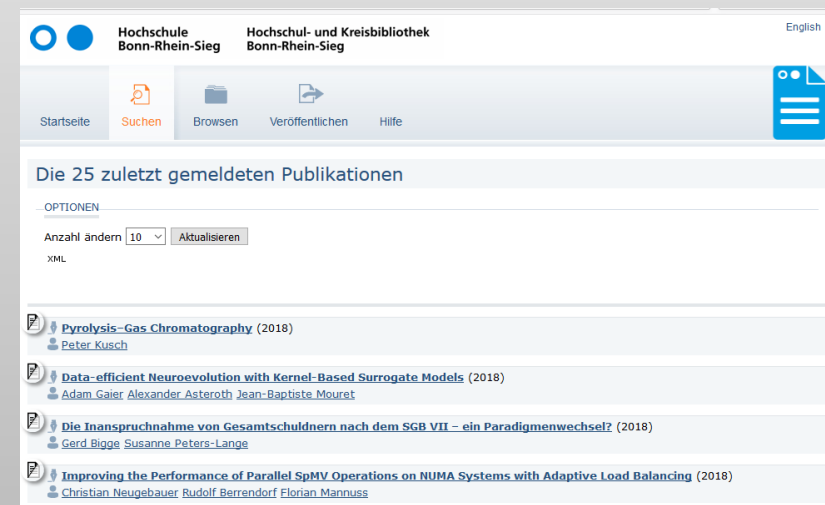 Hochschule
Bonn-Rhein-Sieg
Hochschul- und Kreisbibliothek
Bonn-Rhein-Sieg
English
Startseite Suchen Browsen Veröffentlichen Hilfe
Die 25 zuletzt gemeldeten Publikationen
OPTIONEN
Anzahl ändern 10 Aktualisieren
XML
Pyrolysis–Gas Chromatography (2018)
Peter Kusch
Data-efficient Neuroevolution with Kernel-Based Surrogate Models (2018)
Adam Gaier Alexander Asteroth Jean-Baptiste Mouret
Die Inanspruchnahme von Gesamtschuldnern nach dem SGB VII – ein Paradigmenwechsel? (2018)
Gerd Bigge Susanne Peters-Lange
Improving the Performance of Parallel SpMV Operations on NUMA Systems with Adaptive Load Balancing (2018)
Christian Neugebauer Rudolf Berrendorf Florian Mannuss